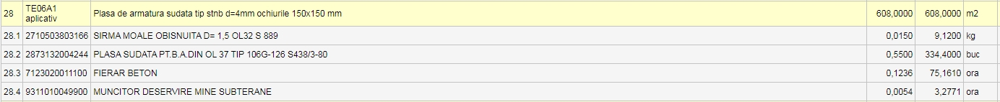 28 TE06A1 aplicativ Plasa de armatura sudata tip stnb d=4mm ochiurile 150x150 mm 608,0000 608,0000 m2
28.1 2710503803166 SIRMA MOALE OBISNUITA D= 1,5 OL32 S 889 0,0150 9,1200 kg
28.2 2873132004244 PLASA SUDATA PT.B.A.DIN OL 37 TIP 106G-126 S438/3-80 0,5500 334,4000 buc
28.3 7123020011100 FIERAR BETON 0,1236 75,1610 ora
28.4 9311010049900 MUNCITOR DESERVIRE MINE SUBTERANE 0,0054 3,2771 ora